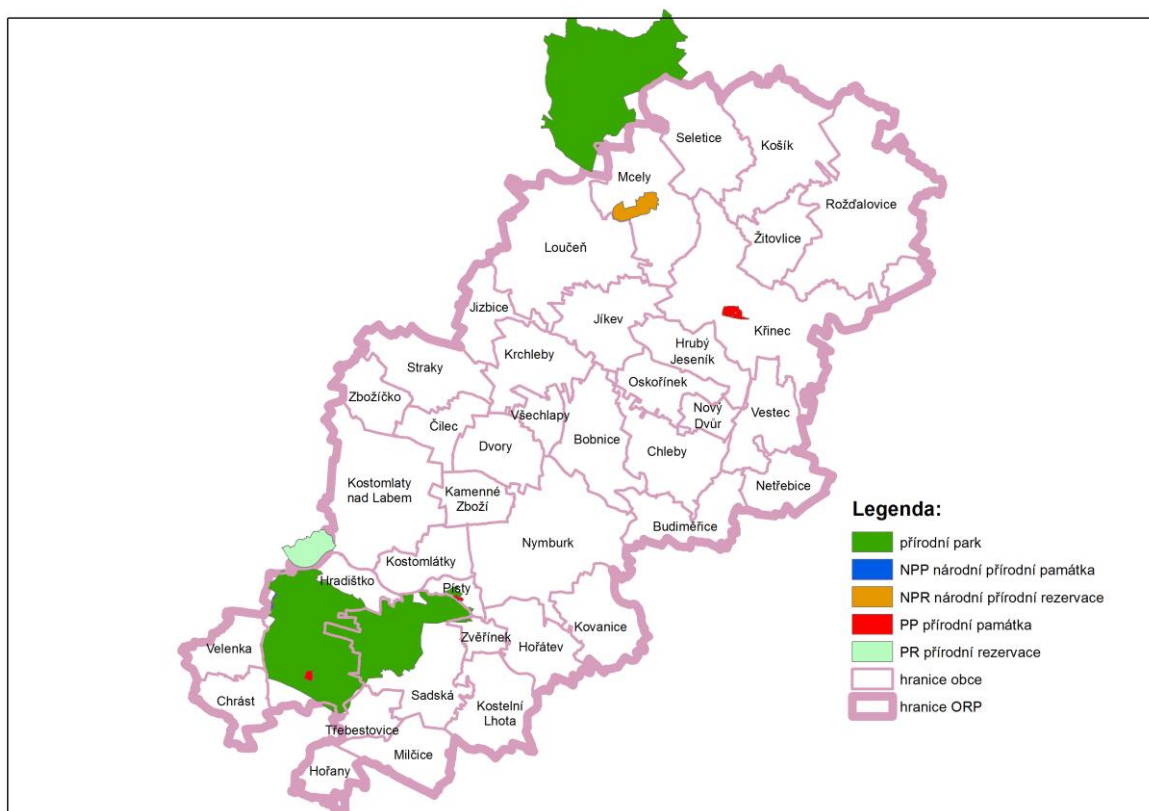 Seletice
Košík
Mcely
Rožďalovice
Žitovlice
Loučeň
Jizbice
Jíkev
Křinec
Hrubý
Jeseník
Krchleby
Straky
Oskořínek
Zbožíčko
Všechlapy
Nový
Dvůr
Vestec
Čilec
Dvory
Bobnice
Chleby
Kostomlaty
nad Labem
Kamenné
Zboží
Netřebice
Budiměřice
Nymburk
Kostomlátky
Hradištko
Písty
Kovanice
Velenka
Zvěřínek
Hořátev
Chrást
Sadská
Kostelní
Lhota
Třebestovice
Milčice
Hořany
Legenda:
přírodní park
NPP národní přírodní památka
NPR národní přírodní rezervace
PP přírodní památka
PR přírodní rezervace
hranice obce
hranice ORP